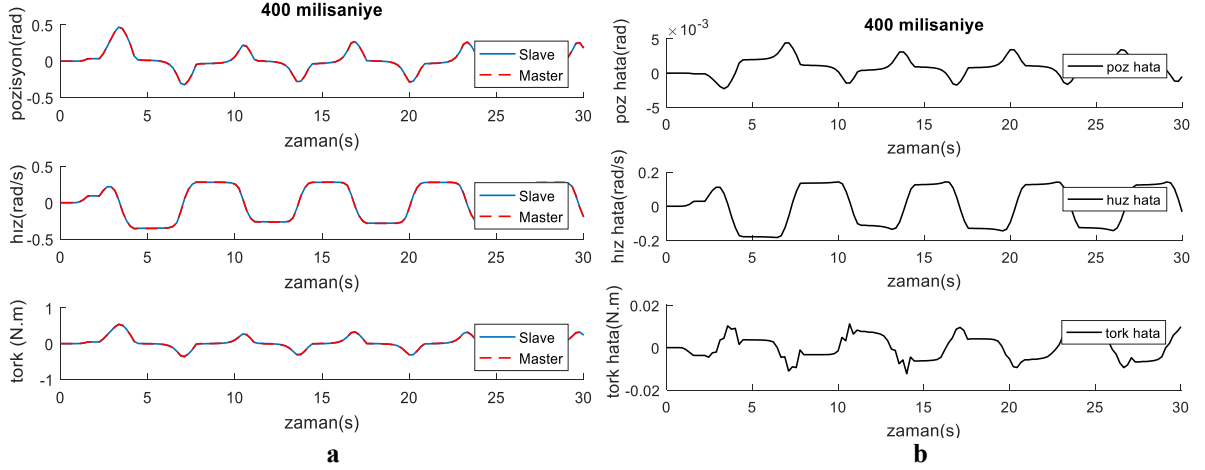 400 milisaniye
pozisyon(rad)
0.5
0
-0.5
Slave
Master
0 5 10 15 20 25 30
zaman(s)
hız(rad/s)
0.5
0
-0.5
Slave
Master
0 5 10 15 20 25 30
zaman(s)
tork (N.m)
1
0
-1
Slave
Master
0 5 10 15 20 25 30
zaman(s)
a
400 milisaniye
× 10^-3
poz hata(rad)
5
0
-5
poz hata
0 5 10 15 20 25 30
zaman(s)
hız hata(rad/s)
0.2
0
-0.2
huz hata
0 5 10 15 20 25 30
zaman(s)
tork hata(N.m)
0.02
0
-0.02
tork hata
0 5 10 15 20 25 30
zaman(s)
b